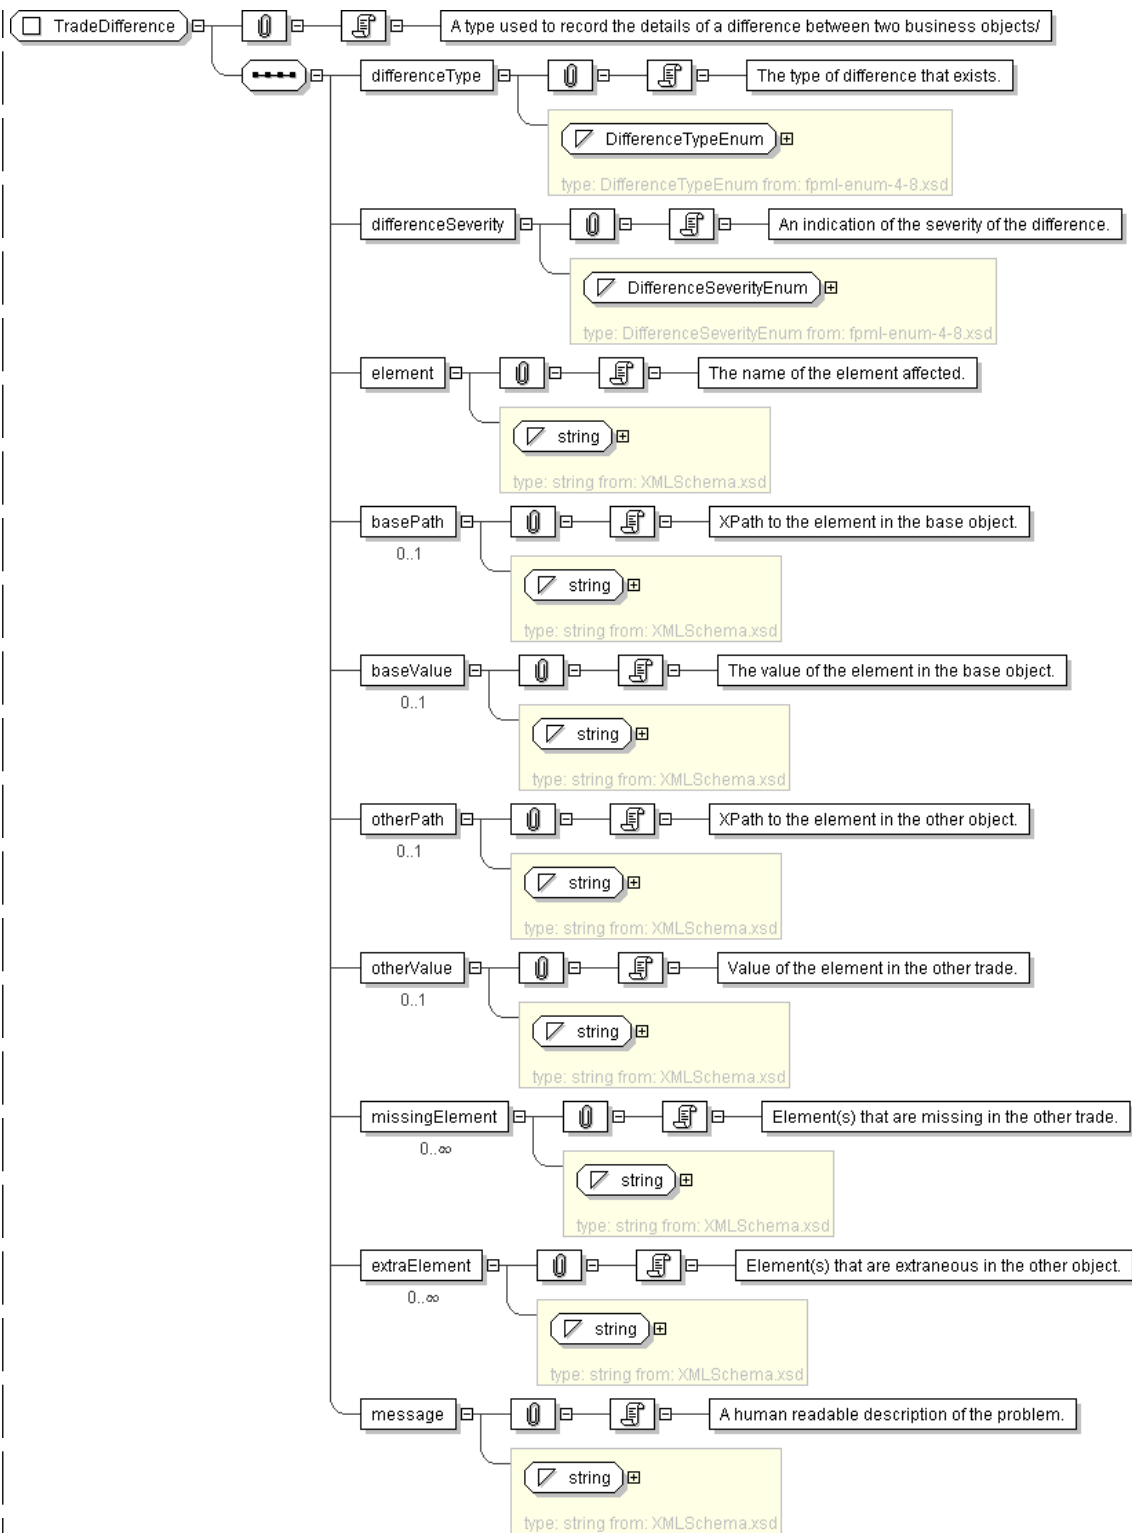 TradeDifference
A type used to record the details of a difference between two business objects/
differenceType
The type of difference that exists.
DifferenceTypeEnum
type: DifferenceTypeEnum from: fpml-enum-4-8.xsd
differenceSeverity
An indication of the severity of the difference.
DifferenceSeverityEnum
type: DifferenceSeverityEnum from: fpml-enum-4-8.xsd
element
The name of the element affected.
string
type: string from: XMLSchema.xsd
basePath
XPath to the element in the base object.
0..1
string
type: string from: XMLSchema.xsd
baseValue
The value of the element in the base object.
0..1
string
type: string from: XMLSchema.xsd
otherPath
XPath to the element in the other object.
0..1
string
type: string from: XMLSchema.xsd
otherValue
Value of the element in the other trade.
0..1
string
type: string from: XMLSchema.xsd
missingElement
Element(s) that are missing in the other trade.
0..∞
string
type: string from: XMLSchema.xsd
extraElement
Element(s) that are extraneous in the other object.
0..∞
string
type: string from: XMLSchema.xsd
message
A human readable description of the problem.
string
type: string from: XMLSchema.xsd